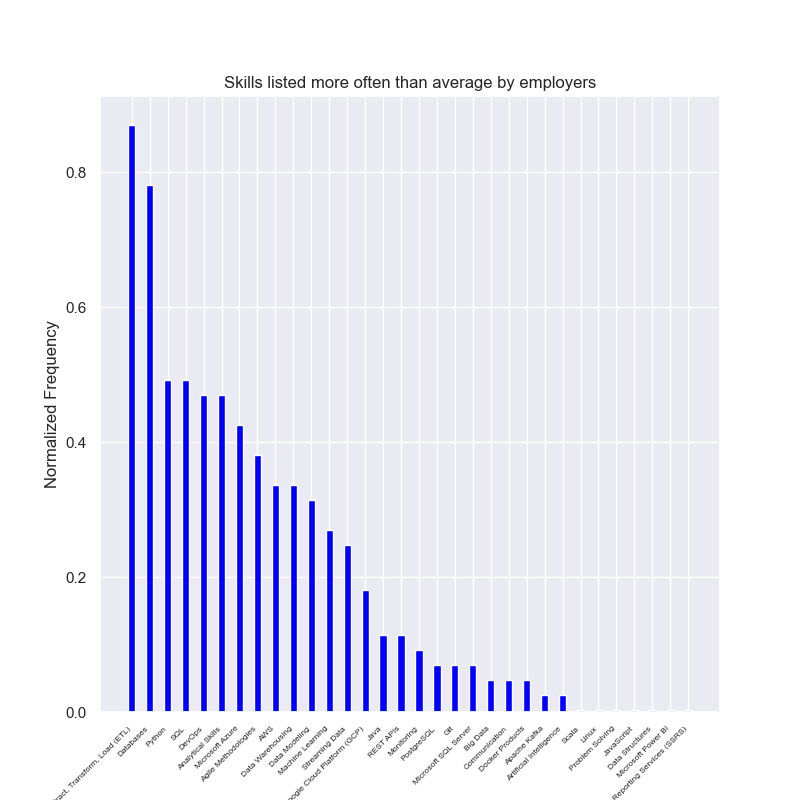 Skills listed more often than average by employers
Normalized Frequency
0.8
0.6
0.4
0.2
0.0
Transform, Load (ETL)
Databases
Python
SQL
DevOps
Analytical Skills
Microsoft Azure
Agile Methodologies
AWS
Data Warehousing
Data Modeling
Machine Learning
Streaming Data
Cloud Platform (GCP)
Java
REST APIs
Monitoring
PostgreSQL
Git
Microsoft SQL Server
Big Data
Communication
Docker Products
Apache Kafka
Artificial Intelligence
Scala
Linux
Problem Solving
JavaScript
Data Structures
Microsoft Power BI
Reporting Services (SSRS)